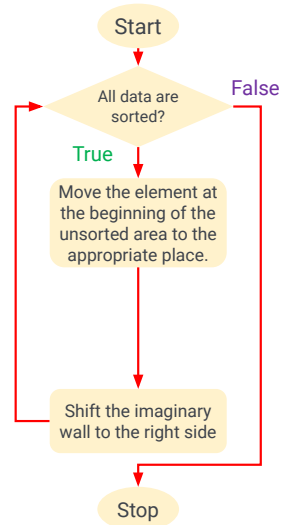 Start
All data are
sorted?
False
True
Move the element at
the beginning of the
unsorted area to the
appropriate place.
Shift the imaginary
wall to the right side
Stop